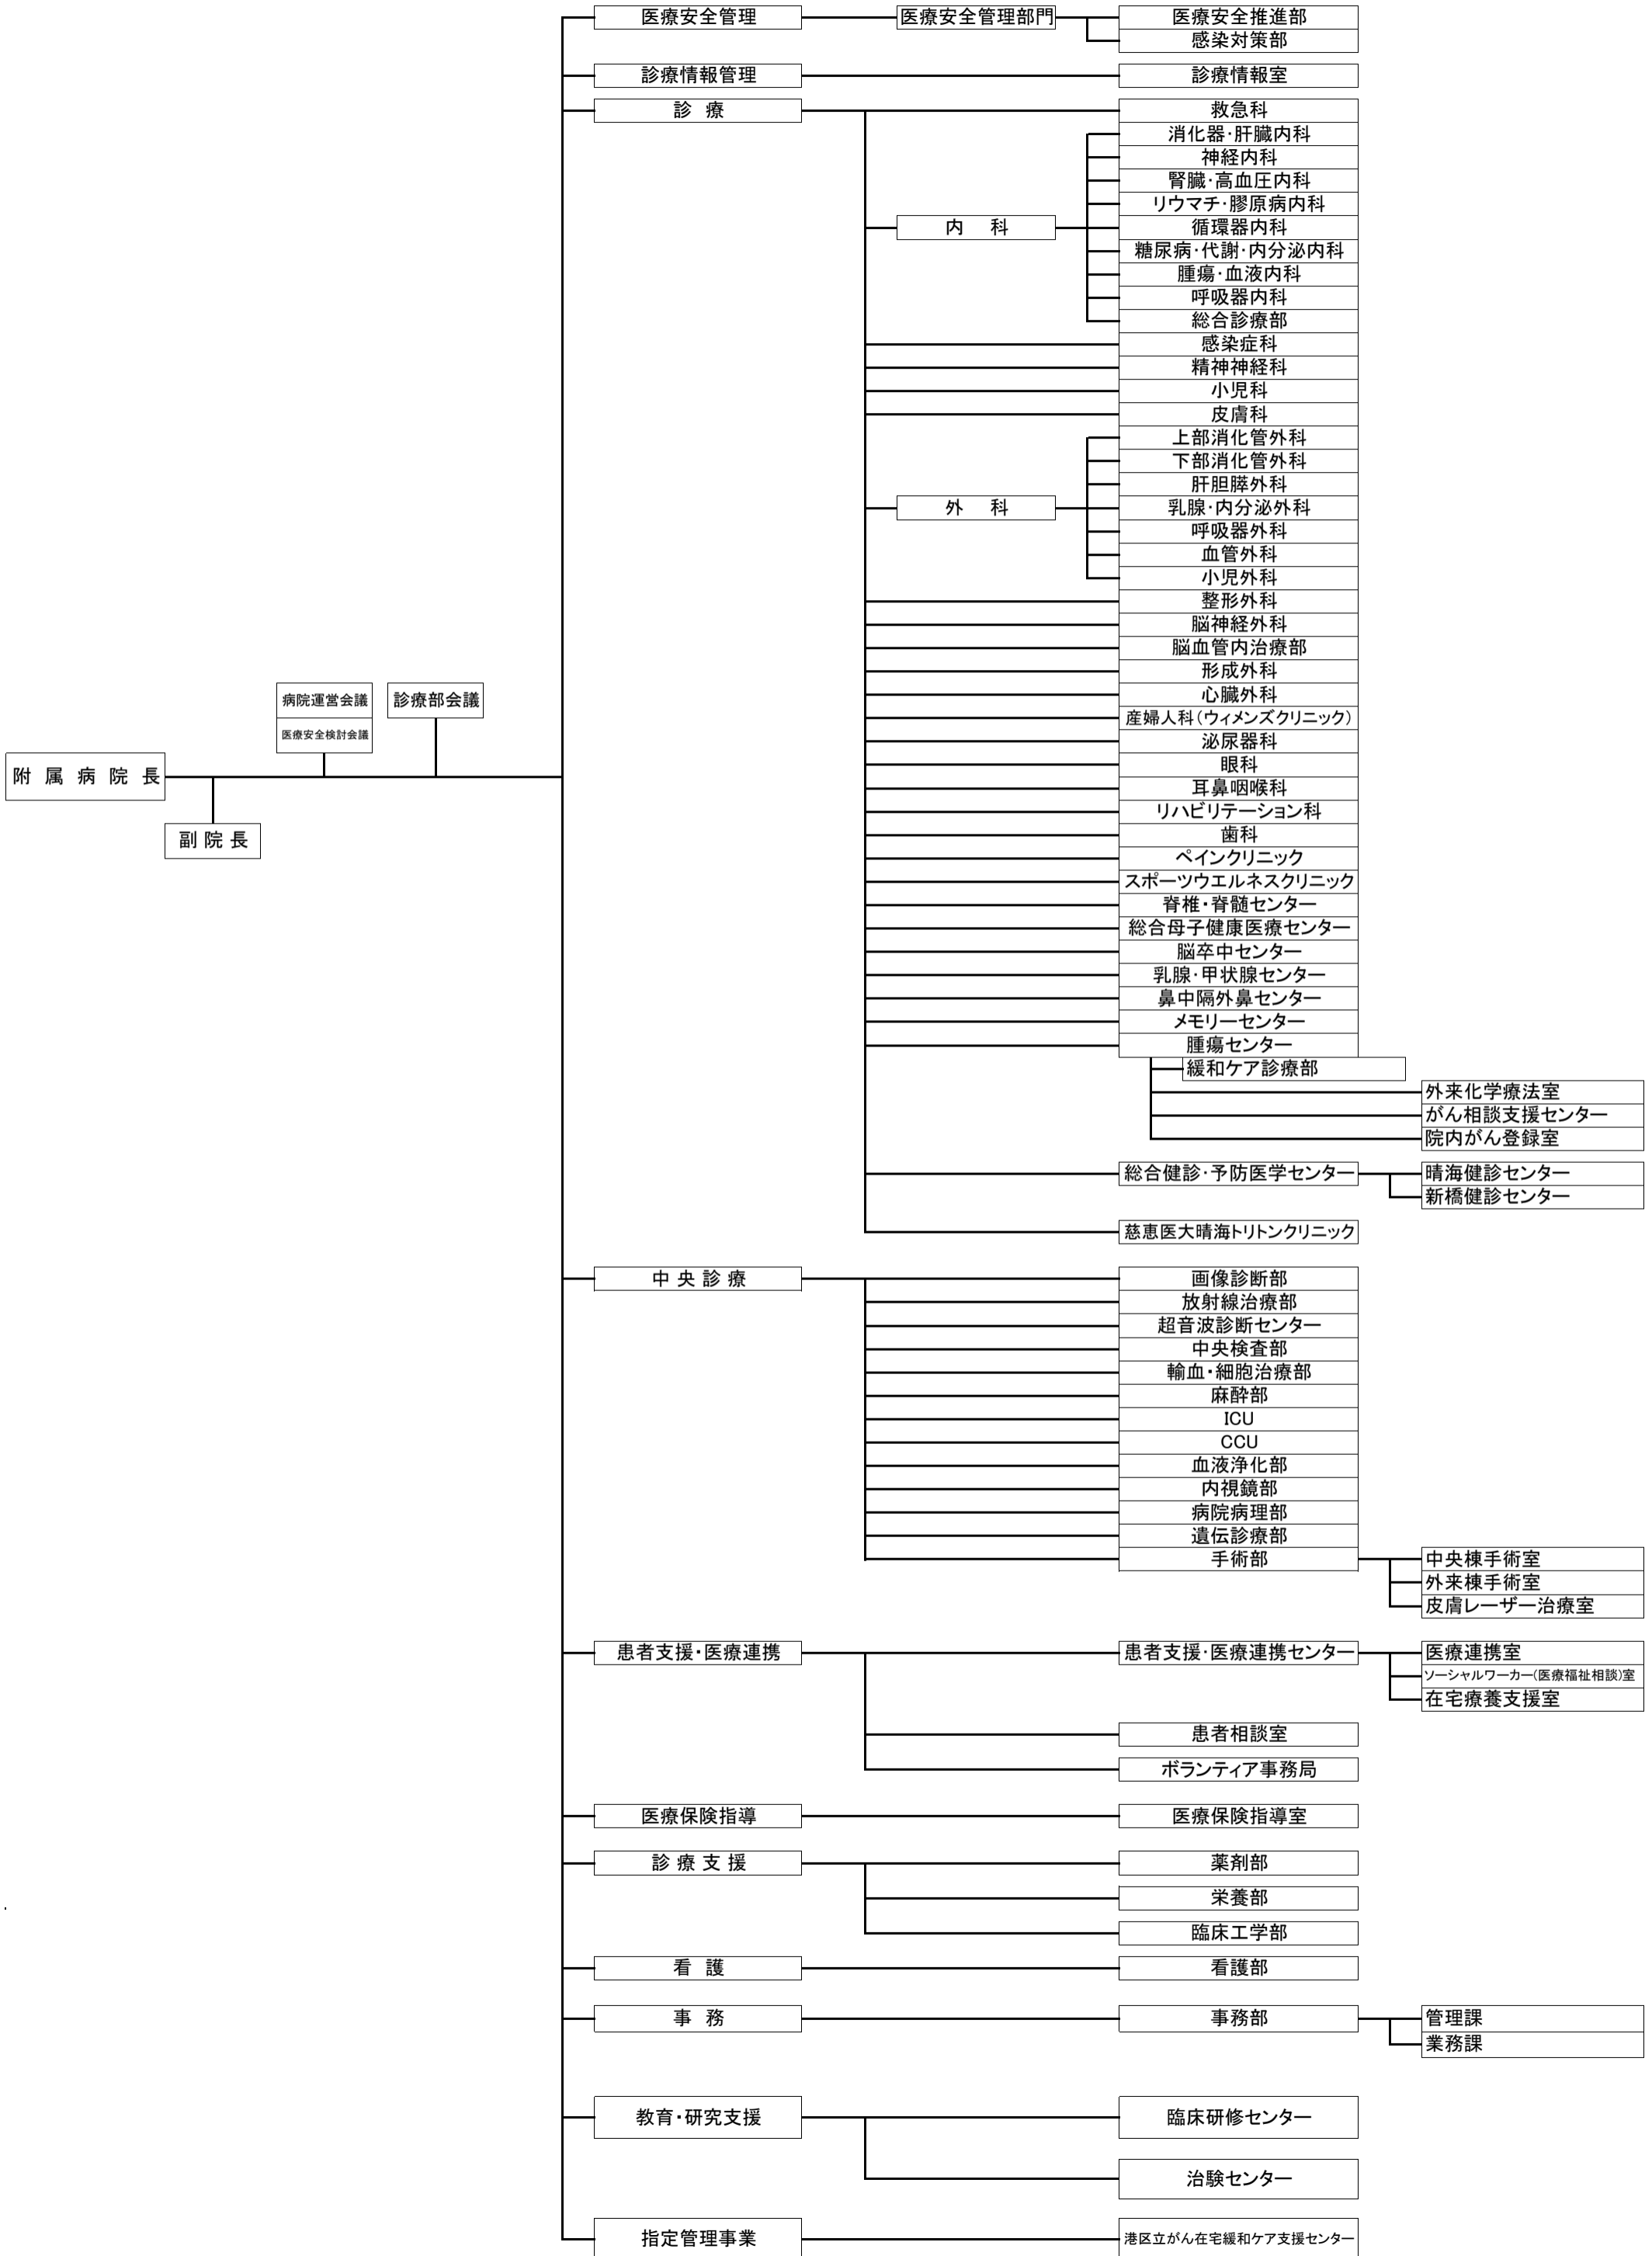 医療安全管理
医療安全管理部門
医療安全推進部
感染対策部
診療情報管理
診療情報室
診 療
救急科
消化器・肝臓内科
神経内科
腎臓・高血圧内科
リウマチ・膠原病内科
内 科
循環器内科
糖尿病・代謝・内分泌内科
腫瘍・血液内科
呼吸器内科
総合診療部
感染症科
精神神経科
小児科
皮膚科
上部消化管外科
下部消化管外科
肝胆膵外科
外 科
乳腺・内分泌外科
呼吸器外科
血管外科
小児外科
整形外科
脳神経外科
脳血管内治療部
形成外科
心臓外科
病院運営会議
診療部会議
医療安全検討会議
産婦人科（ウィメンズクリニック）
泌尿器科
眼科
附 属 病 院 長
耳鼻咽喉科
リハビリテーション科
副 院 長
歯科
ペインクリニック
スポーツウエルネスクリニック
脊椎・脊髄センター
総合母子健康医療センター
脳卒中センター
乳腺・甲状腺センター
鼻中隔外鼻センター
メモリーセンター
腫瘍センター
緩和ケア診療部
外来化学療法室
がん相談支援センター
院内がん登録室
総合健診・予防医学センター
晴海健診センター
新橋健診センター
慈恵医大晴海トリトンクリニック
中 央 診 療
画像診断部
放射線治療部
超音波診断センター
中央検査部
輸血・細胞治療部
麻酔部
ICU
CCU
血液浄化部
内視鏡部
病院病理部
遺伝診療部
手術部
中央棟手術室
外来棟手術室
皮膚レーザー治療室
患者支援・医療連携
患者支援・医療連携センター
医療連携室
ソーシャルワーカー（医療福祉相談）室
在宅療養支援室
患者相談室
ボランティア事務局
医療保険指導
医療保険指導室
診 療 支 援
薬剤部
栄養部
臨床工学部
看 護
看護部
事 務
事務部
管理課
業務課
教育・研究支援
臨床研修センター
治験センター
指定管理事業
港区立がん在宅緩和ケア支援センター